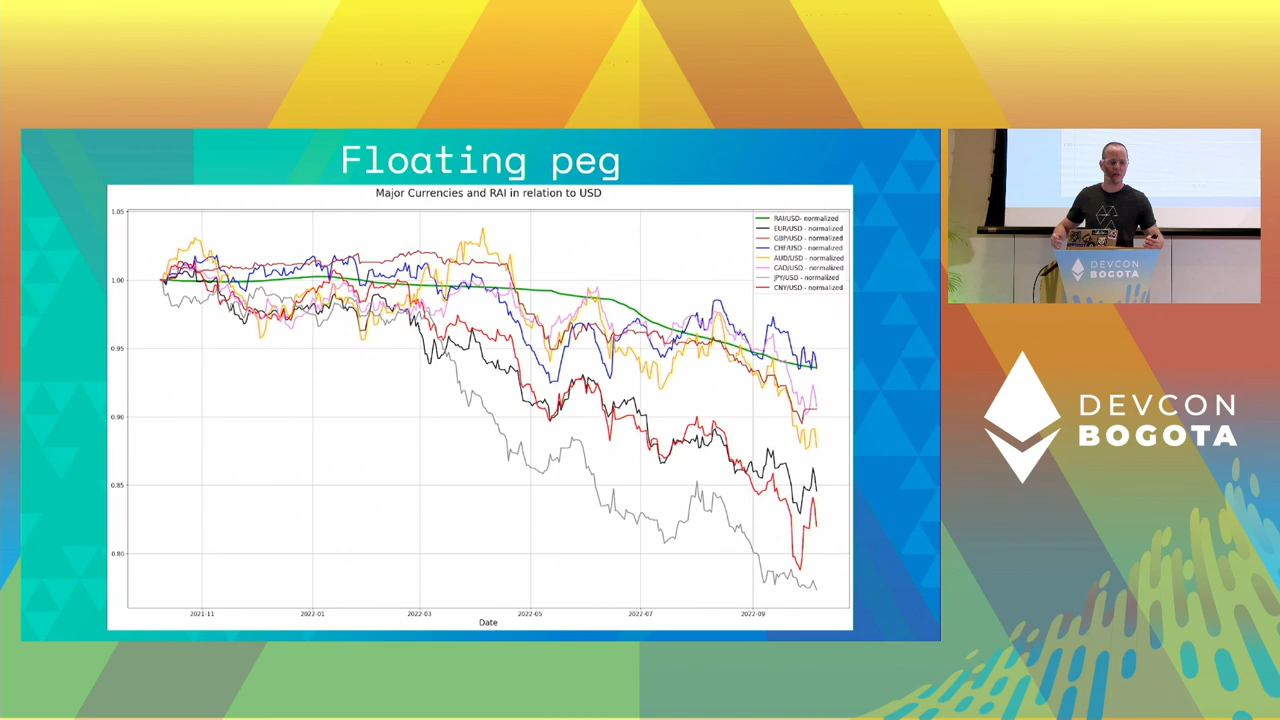 Floating peg
Major Currencies and RAI in relation to USD
1.05
1.00
0.95
0.90
0.85
0.80
RAI/USD- normalized
EUR/USD - normalized
GBP/USD - normalized
CHF/USD - normalized
AUD/USD - normalized
CAD/USD - normalized
JPY/USD - normalized
CNY/USD - normalized
2021-11
2022-01
2022-03
2022-05
2022-07
2022-09
Date
DEVCON
BOGOTA
DEVCON
BOGOTA